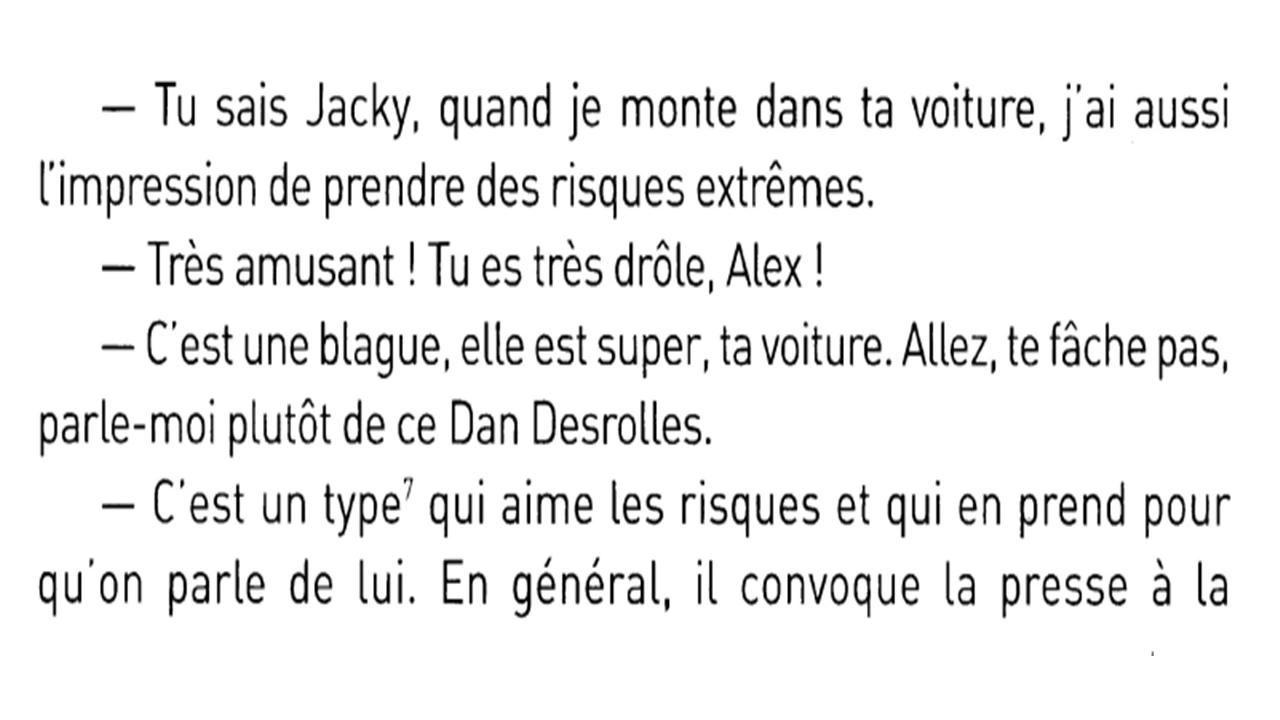 — Tu sais Jacky, quand je monte dans ta voiture, j'ai aussi
l'impression de prendre des risques extrêmes.
— Très amusant ! Tu es très drôle, Alex !
— C'est une blague, elle est super, ta voiture. Allez, te fâche pas,
parle-moi plutôt de ce Dan Desrolles.
— C'est un type⁷ qui aime les risques et qui en prend pour
qu'on parle de lui. En général, il convoque la presse à la